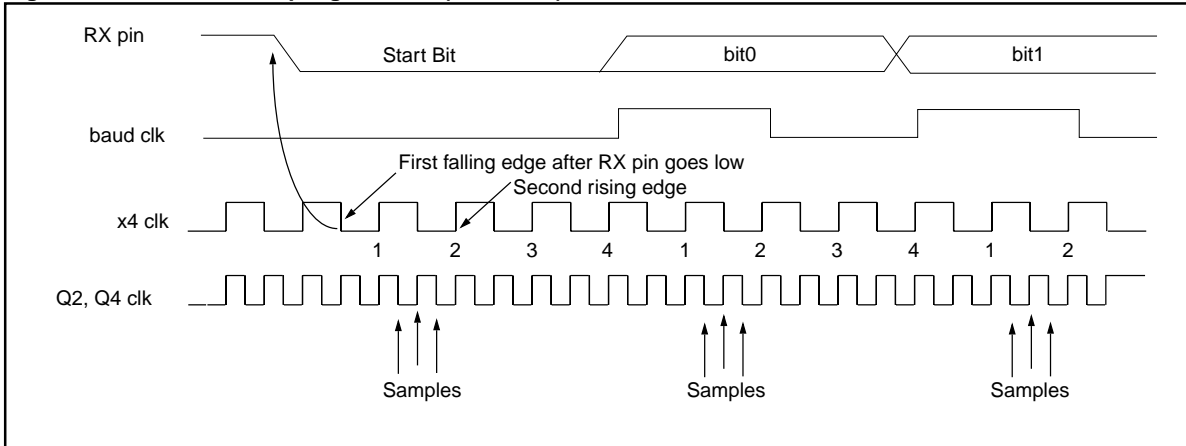 RX pin
Start Bit
bit0
bit1
baud clk
First falling edge after RX pin goes low
Second rising edge
x4 clk
1 2 3 4 1 2 3 4 1 2
Q2, Q4 clk
Samples
Samples
Samples